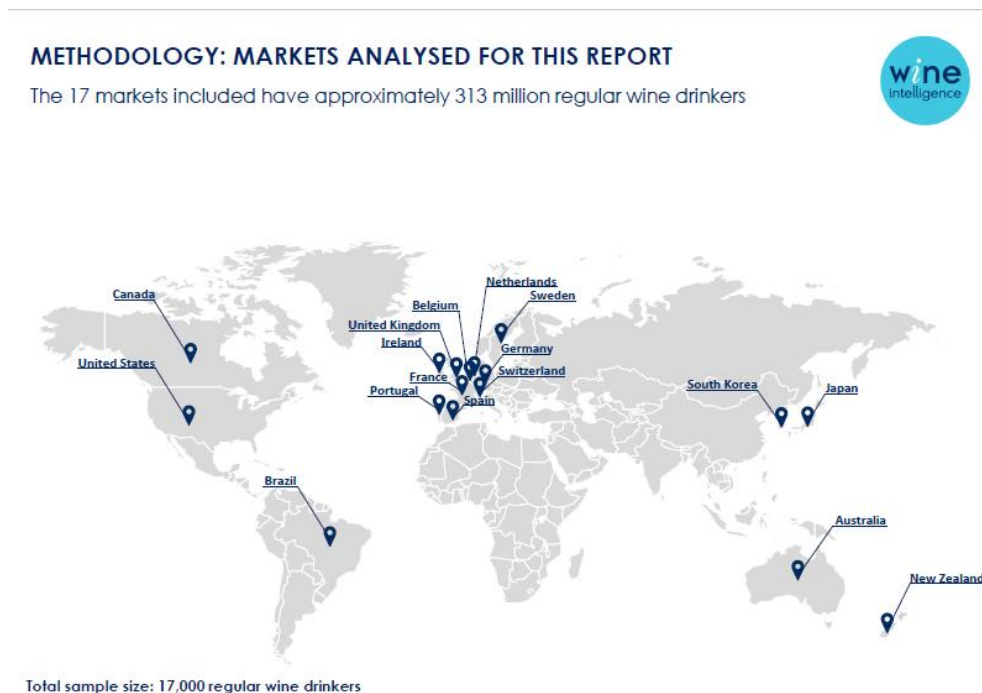 METHODOLOGY: MARKETS ANALYSED FOR THIS REPORT
The 17 markets included have approximately 313 million regular wine drinkers
wine
intelligence
Netherlands
Canada
Sweden
Belgium
United Kingdom
Ireland
Germany
United States
Switzerland
France
Portugal
Spain
South Korea
Japan
Brazil
Australia
New Zealand
Total sample size: 17,000 regular wine drinkers